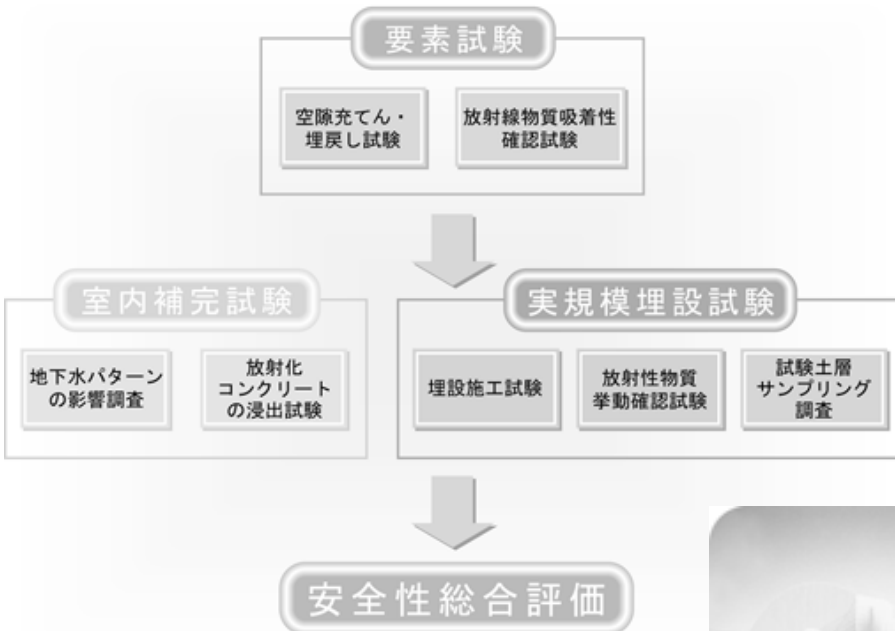 要素試験
空隙充てん・
埋戻し試験
放射線物質吸着性
確認試験
室内補完試験
地下水パターン
の影響調査
放射化
コンクリート
の浸出試験
実規模埋設試験
埋設施工試験
放射性物質
挙動確認試験
試験土層
サンプリング
調査
安全性総合評価